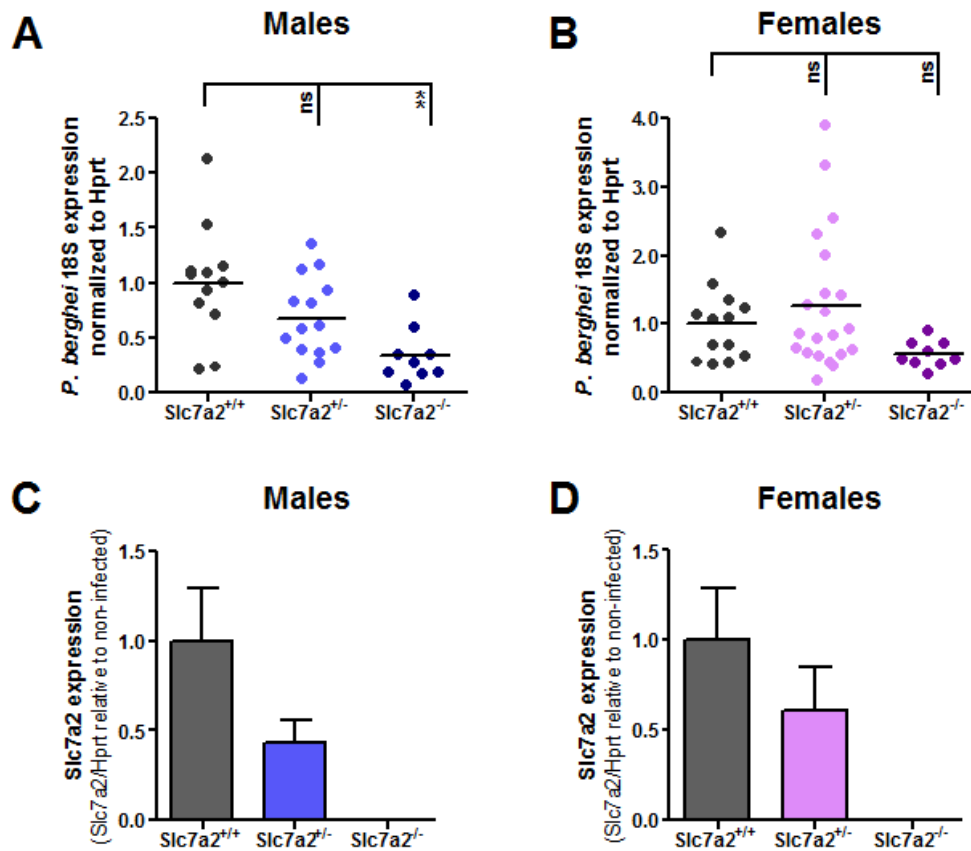 A
Males
ns
**
P. berghei 18S expression
normalized to Hprt
2.5
2.0
1.5
1.0
0.5
0.0
Slc7a2+/+
Slc7a2+/-
Slc7a2-/-
B
Females
ns
ns
P. berghei 18S expression
normalized to Hprt
4.0
3.0
2.0
1.0
0.0
Slc7a2+/+
Slc7a2+/-
Slc7a2-/-
C
Males
Slc7a2 expression
((Slc7a2/Hprt relative to non-infected)
1.5
1.0
0.5
0.0
Slc7a2+/+
Slc7a2+/-
Slc7a2-/-
D
Females
Slc7a2 expression
((Slc7a2/Hprt relative to non-infected)
1.5
1.0
0.5
0.0
Slc7a2+/+
Slc7a2+/-
Slc7a2-/-